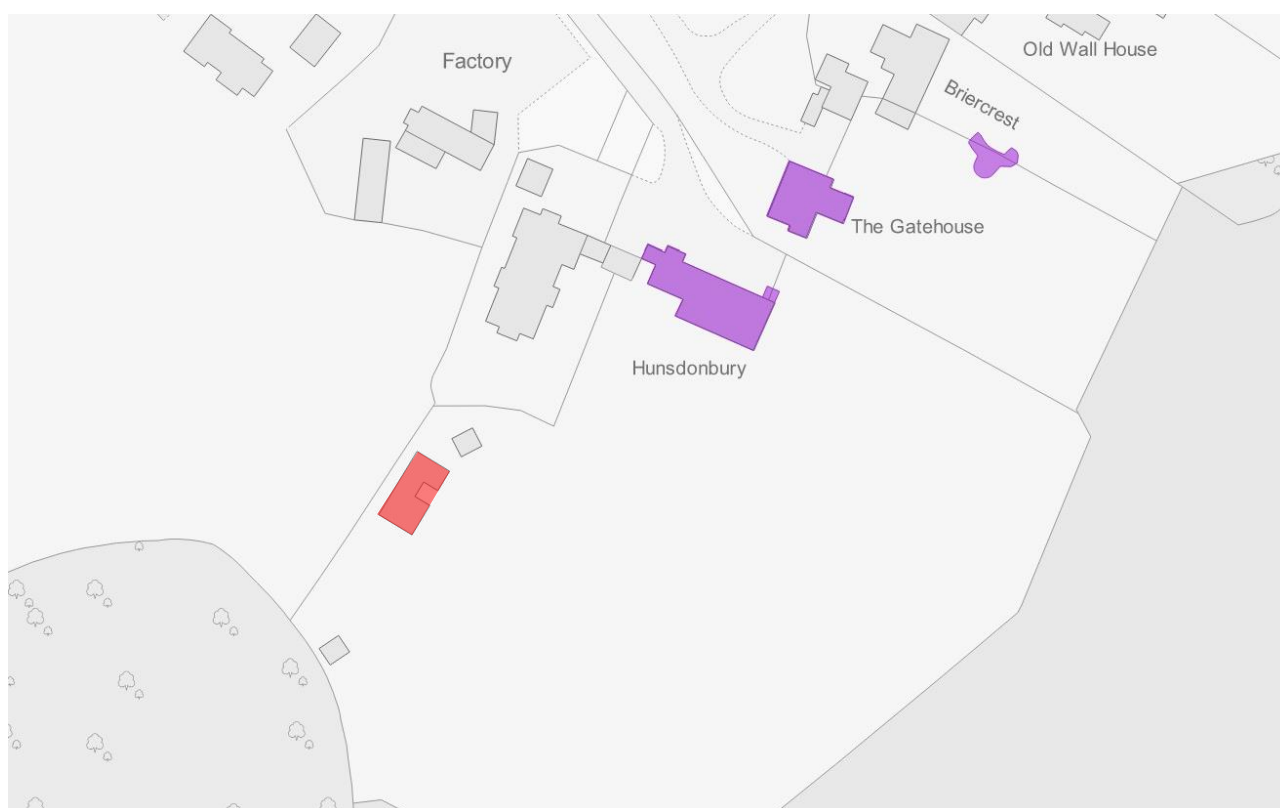 Old Wall House
Factory
Briercrest
The Gatehouse
Hunsdonbury